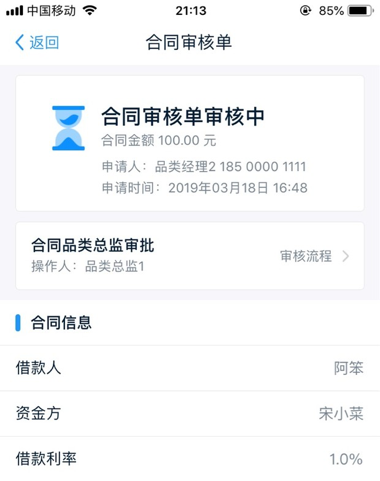 中国移动 21:13 85%
返回 合同审核单
合同审核单审核中
合同金额 100.00 元
申请人：品类经理2 185 0000 1111
申请时间：2019年03月18日 16:48
合同品类总监审批
操作人：品类总监1
审核流程
合同信息
借款人 阿笨
资金方 宋小菜
借款利率 1.0%